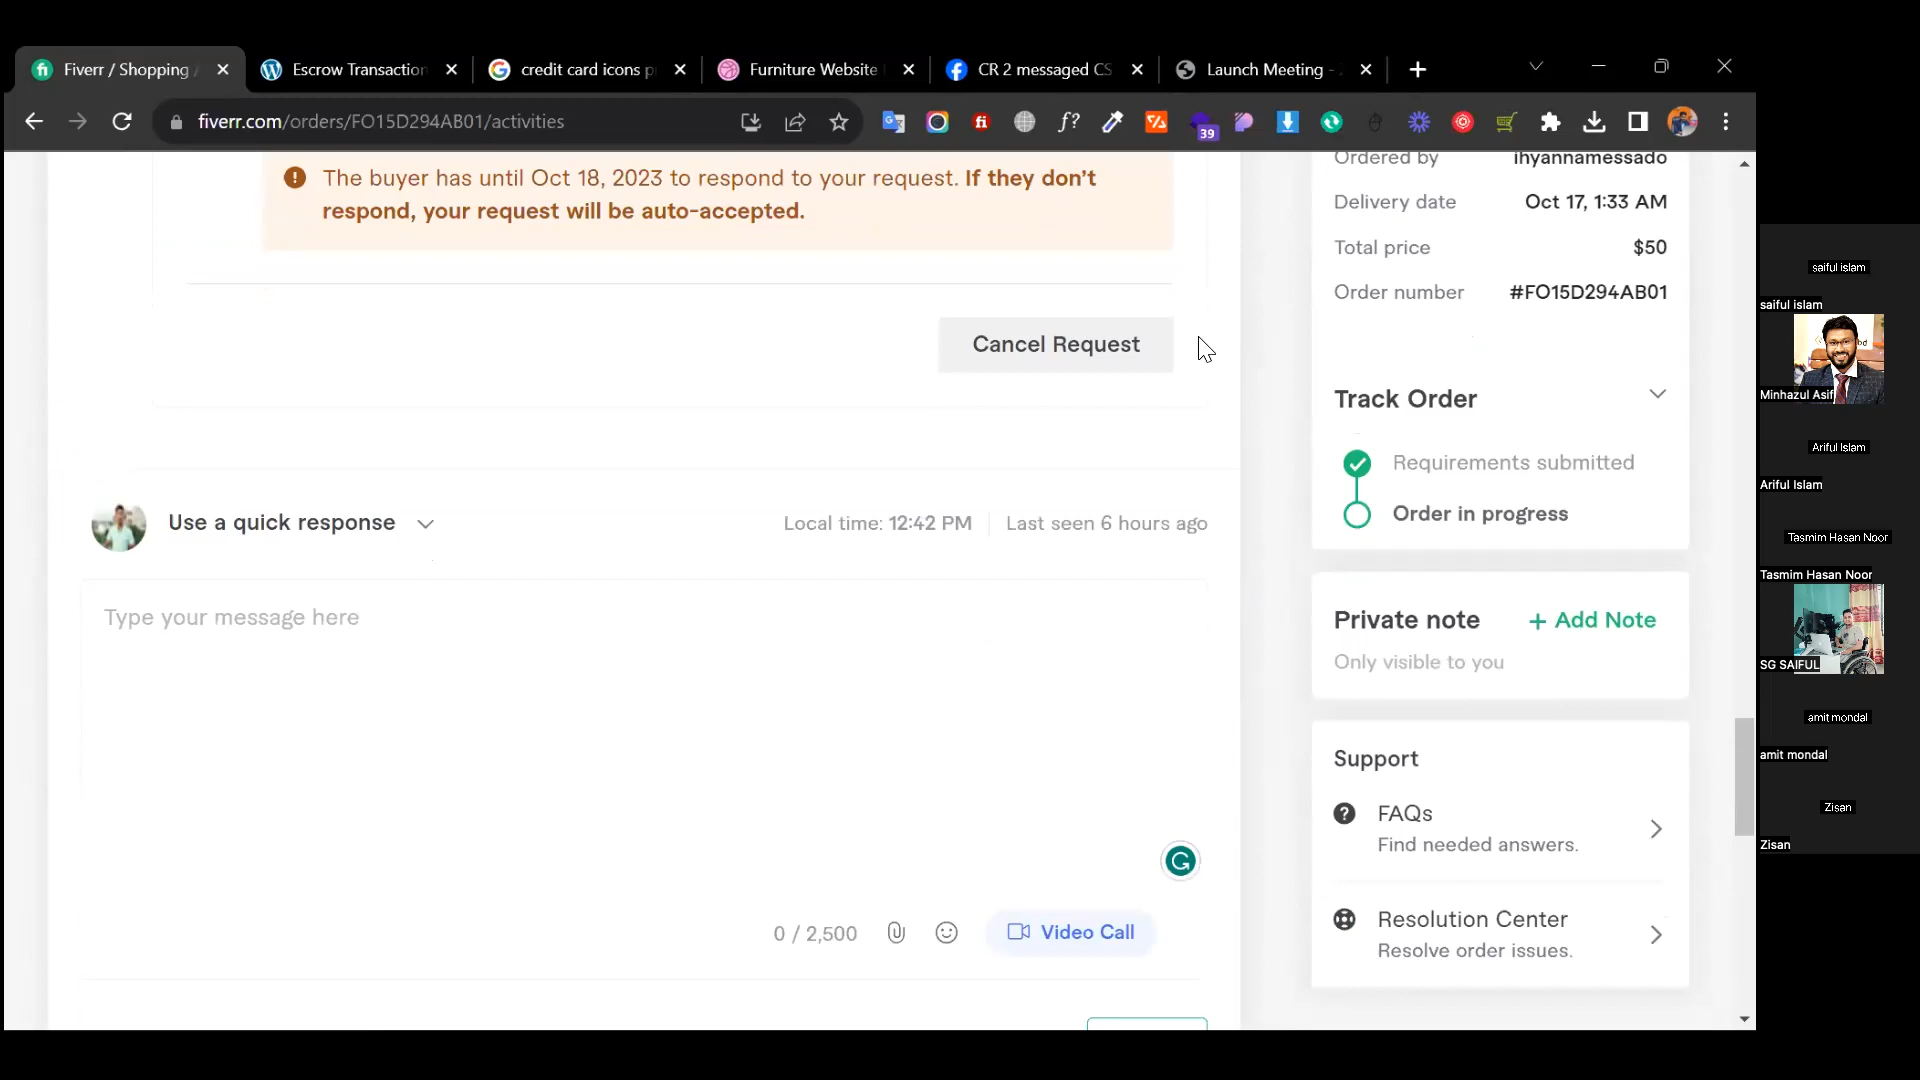 Fiverr / Shopping
Escrow Transaction
credit card icons p
Furniture Website
CR 2 messaged CS
Launch Meeting -
fiverr.com/orders/FO15D294AB01/activities
39
The buyer has until Oct 18, 2023 to respond to your request. If they don't
respond, your request will be auto-accepted.
Cancel Request
Use a quick response
Local time: 12:42 PM
Last seen 6 hours ago
Type your message here
0 / 2,500
Video Call
Ordered by
ihyannamessado
Delivery date
Oct 17, 1:33 AM
Total price
$50
Order number
#FO15D294AB01
Track Order
Requirements submitted
Order in progress
Private note
+ Add Note
Only visible to you
Support
FAQs
Find needed answers.
Resolution Center
Resolve order issues.
saiful islam
saiful islam
Minhazul Asif
Ariful Islam
Ariful Islam
Tasmim Hasan Noor
Tasmim Hasan Noor
SG SAIFUL
amit mondal
amit mondal
Zisan
Zisan